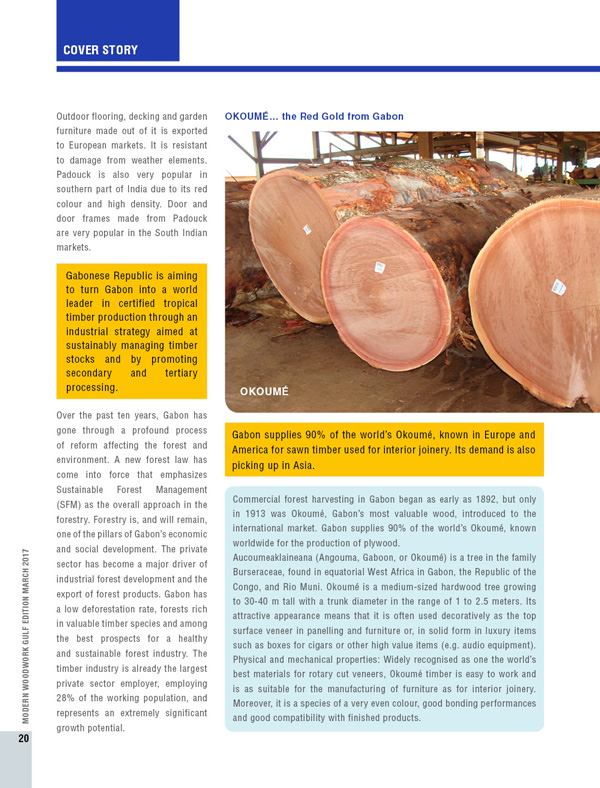 COVER STORY
Outdoor flooring, decking and garden
furniture made out of it is exported
to European markets. It is resistant
to damage from weather elements.
Padouck is also very popular in
southern part of India due to its red
colour and high density. Door and
door frames made from Padouck
are very popular in the South Indian
markets.
Gabonese Republic is aiming
to turn Gabon into a world
leader in certified tropical
timber production through an
industrial strategy aimed at
sustainably managing timber
stocks and by promoting
secondary and tertiary
processing.
Over the past ten years, Gabon has
gone through a profound process
of reform affecting the forest and
environment. A new forest law has
come into force that emphasizes
Sustainable Forest Management
(SFM) as the overall approach in the
forestry. Forestry is, and will remain,
one of the pillars of Gabon's economic
and social development. The private
sector has become a major driver of
industrial forest development and the
export of forest products. Gabon has
a low deforestation rate, forests rich
in valuable timber species and among
the best prospects for a healthy
and sustainable forest industry. The
timber industry is already the largest
private sector employer, employing
28% of the working population, and
represents an extremely significant
growth potential.
OKOUMÉ... the Red Gold from Gabon
OKOUMÉ
Gabon supplies 90% of the world's Okoumé, known in Europe and
America for sawn timber used for interior joinery. Its demand is also
picking up in Asia.
Commercial forest harvesting in Gabon began as early as 1892, but only
in 1913 was Okoumé, Gabon's most valuable wood, introduced to the
international market. Gabon supplies 90% of the world's Okoumé, known
worldwide for the production of plywood.
Aucoumeaklaineana (Angouma, Gaboon, or Okoumé) is a tree in the family
Burseraceae, found in equatorial West Africa in Gabon, the Republic of the
Congo, and Rio Muni. Okoumé is a medium-sized hardwood tree growing
to 30-40 m tall with a trunk diameter in the range of 1 to 2.5 meters. Its
attractive appearance means that it is often used decoratively as the top
surface veneer in panelling and furniture or, in solid form in luxury items
such as boxes for cigars or other high value items (e.g. audio equipment).
Physical and mechanical properties: Widely recognised as one the world's
best materials for rotary cut veneers, Okoumé timber is easy to work and
is as suitable for the manufacturing of furniture as for interior joinery.
Moreover, it is a species of a very even colour, good bonding performances
and good compatibility with finished products.
MODERN WOODWORK GULF EDITION MARCH 2017
20